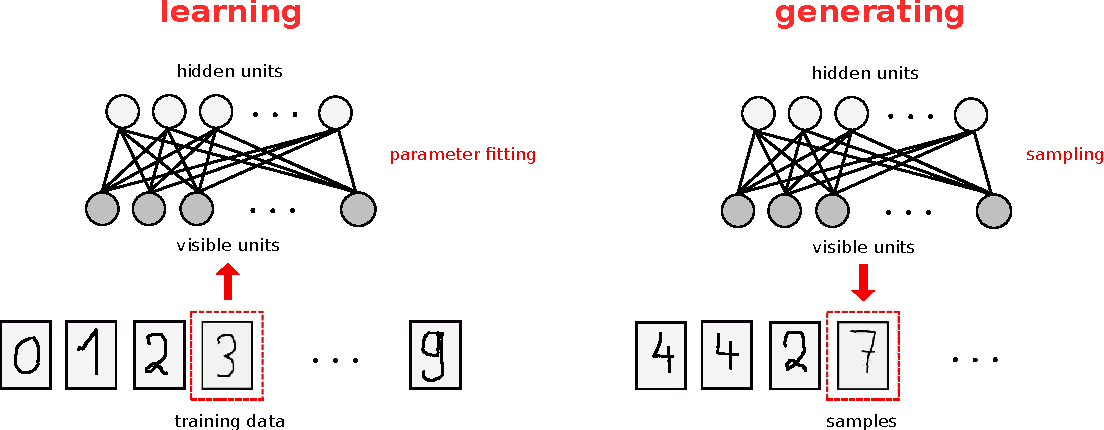 learning
hidden units
. . .
parameter fitting
. . .
visible units
0 1 2 3 . . . 9
training data
generating
hidden units
. . .
sampling
. . .
visible units
4 4 2 7 . . .
samples